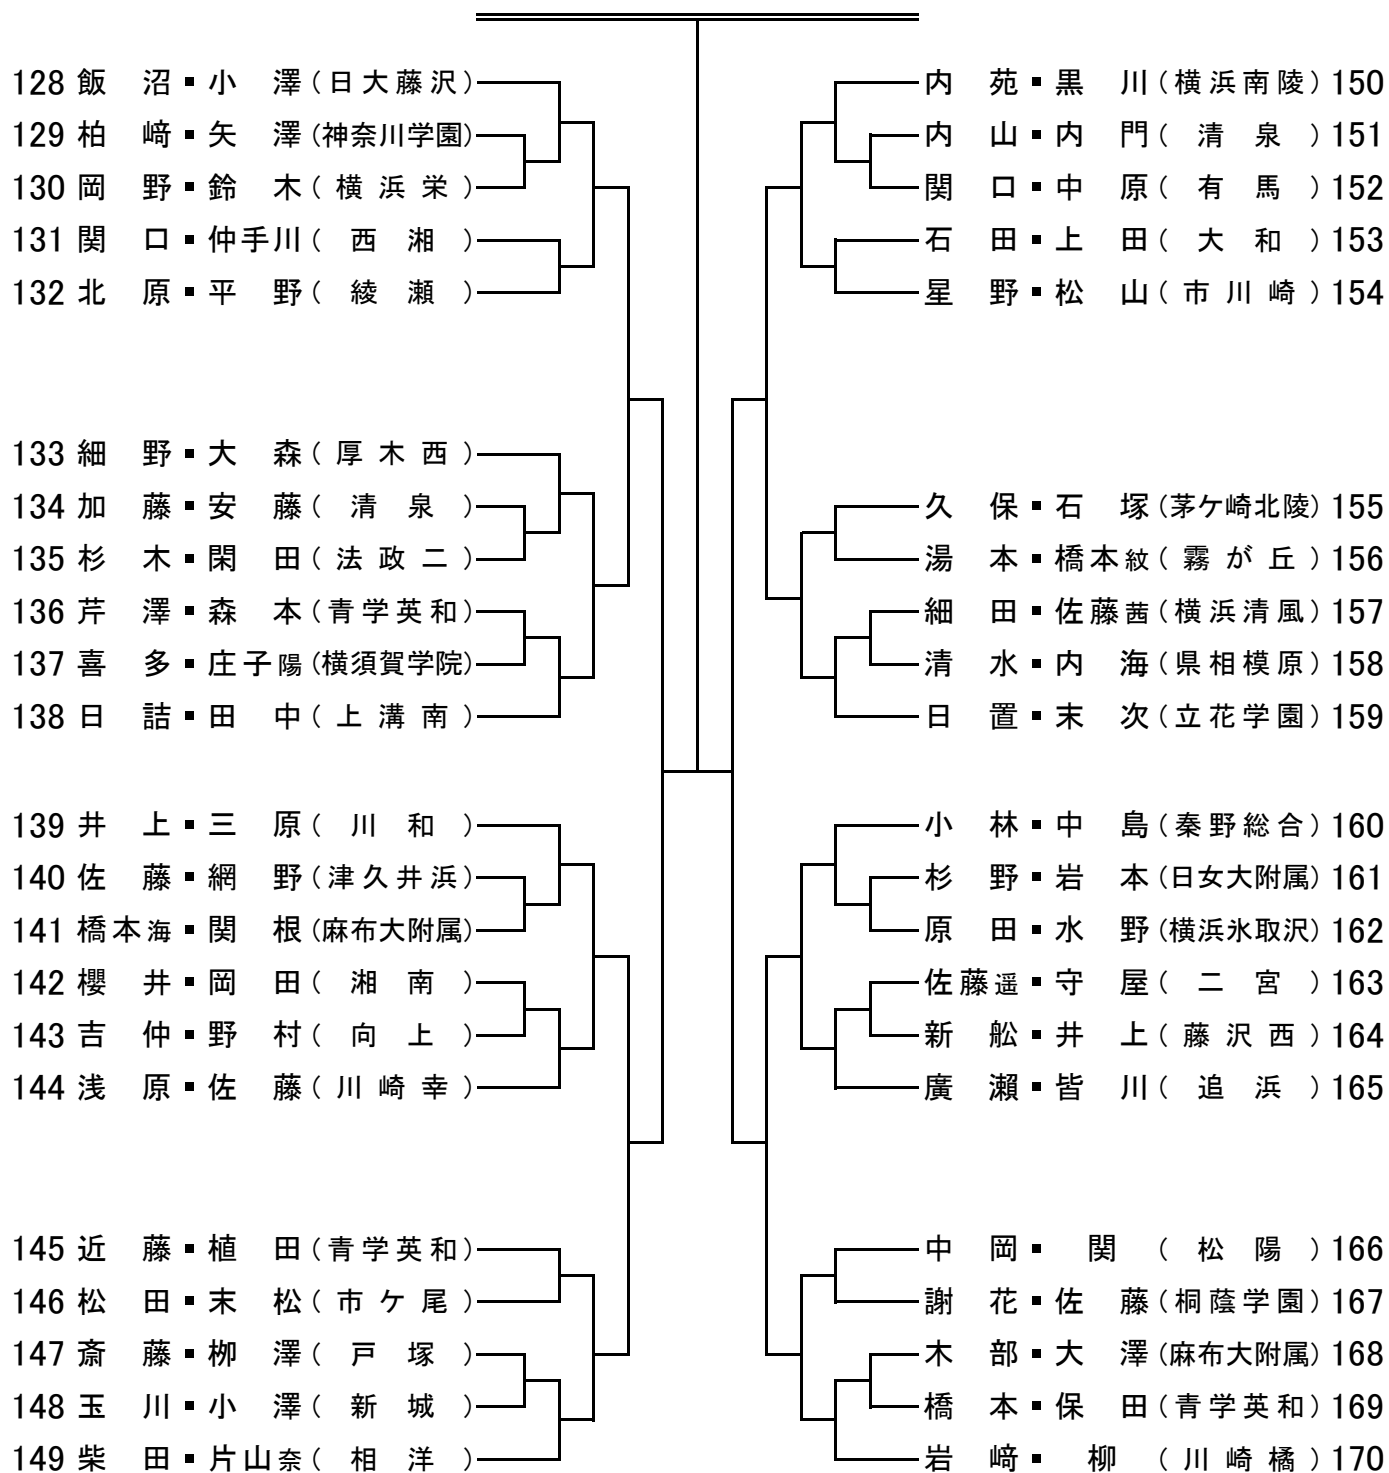 128 飯沼・小澤(日大藤沢)
129 柏﨑・矢澤(神奈川学園)
130 岡野・鈴木(横浜栄)
131 関口・仲手川(西湘)
132 北原・平野(綾瀬)
133 細野・大森(厚木西)
134 加藤・安藤(清泉)
135 杉木・閑田(法政二)
136 芹澤・森本(青学英和)
137 喜多・庄子陽(横須賀学院)
138 日詰・田中(上溝南)
139 井上・三原(川和)
140 佐藤・網野(津久井浜)
141 橋本海・関根(麻布大附属)
142 櫻井・岡田(湘南)
143 吉仲・野村(向上)
144 浅原・佐藤(川崎幸)
145 近藤・植田(青学英和)
146 松田・末松(市ケ尾)
147 斎藤・栁澤(戸塚)
148 玉川・小澤(新城)
149 柴田・片山奈(相洋)
内苑・黒川(横浜南陵)150
内山・内門(清泉)151
関口・中原(有馬)152
石田・上田(大和)153
星野・松山(市川崎)154
久保・石塚(茅ケ崎北陵)155
湯本・橋本紋(霧が丘)156
細田・佐藤茜(横浜清風)157
清水・内海(県相模原)158
日置・末次(立花学園)159
小林・中島(秦野総合)160
杉野・岩本(日女大附属)161
原田・水野(横浜氷取沢)162
佐藤遥・守屋(二宮)163
新舩・井上(藤沢西)164
廣瀨・皆川(追浜)165
中岡・関(松陽)166
謝花・佐藤(桐蔭学園)167
木部・大澤(麻布大附属)168
橋本・保田(青学英和)169
岩﨑・柳(川崎橘)170